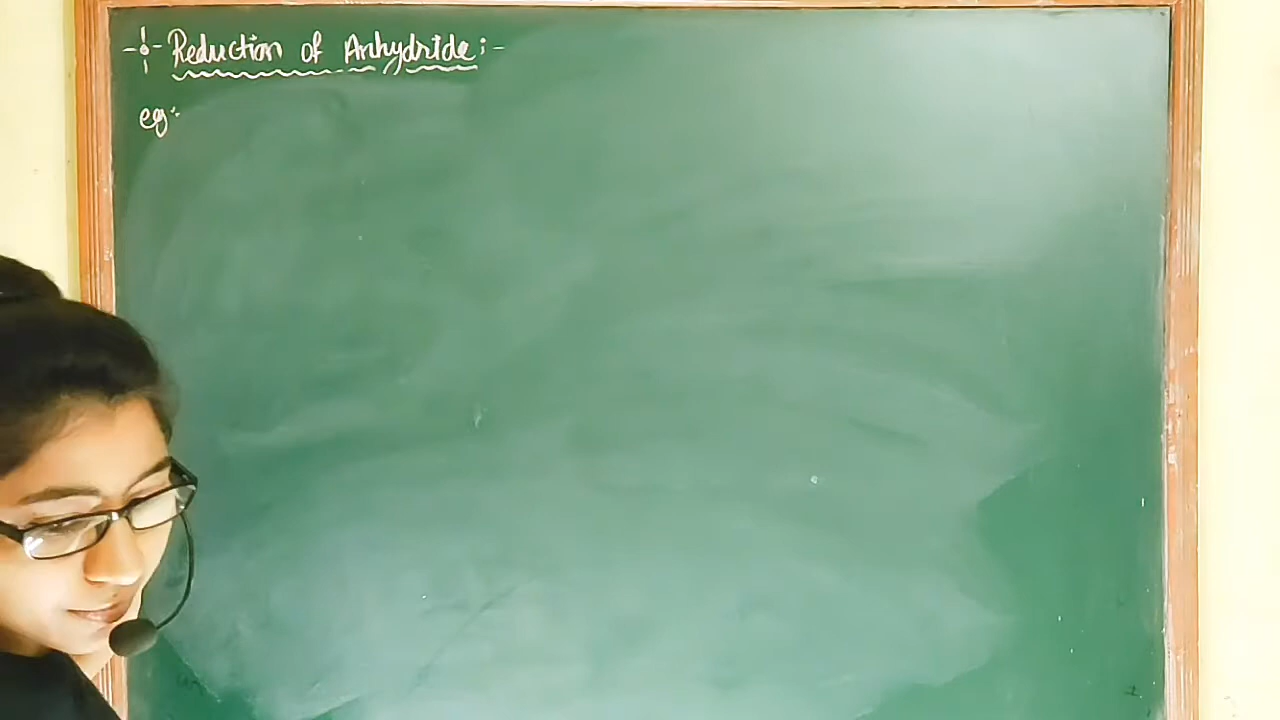 Reduction of Anhydride :-
eg:-